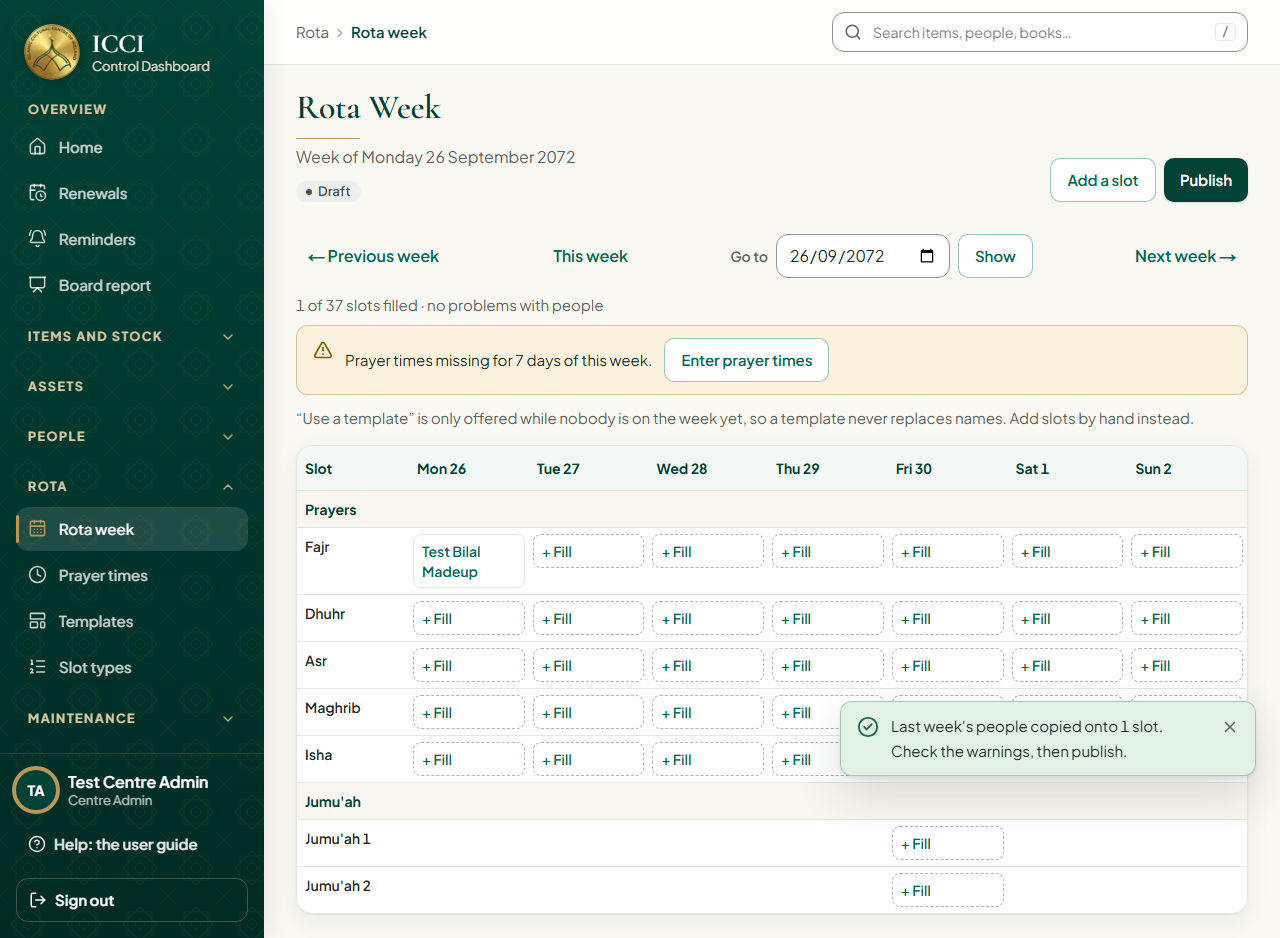 ICCI
Control Dashboard
OVERVIEW
Home
Renewals
Reminders
Board report
ITEMS AND STOCK
ASSETS
PEOPLE
ROTA
Rota week
Prayer times
Templates
Slot types
MAINTENANCE
TA
Test Centre Admin
Centre Admin
Help: the user guide
Sign out
Rota › Rota week
Search items, people, books… /
Rota Week
Week of Monday 26 September 2072
Draft
Add a slot Publish
← Previous week This week Go to 26/09/2072 Show Next week →
1 of 37 slots filled · no problems with people
Prayer times missing for 7 days of this week. Enter prayer times
“Use a template” is only offered while nobody is on the week yet, so a template never replaces names. Add slots by hand instead.
Slot Mon 26 Tue 27 Wed 28 Thu 29 Fri 30 Sat 1 Sun 2
Prayers
Fajr Test Bilal Madeup + Fill + Fill + Fill + Fill + Fill + Fill
Dhuhr + Fill + Fill + Fill + Fill + Fill + Fill + Fill
Asr + Fill + Fill + Fill + Fill + Fill + Fill + Fill
Maghrib + Fill + Fill + Fill + Fill
Isha + Fill + Fill + Fill + Fill
Last week's people copied onto 1 slot.
Check the warnings, then publish.
Jumu'ah
Jumu'ah 1 + Fill
Jumu'ah 2 + Fill